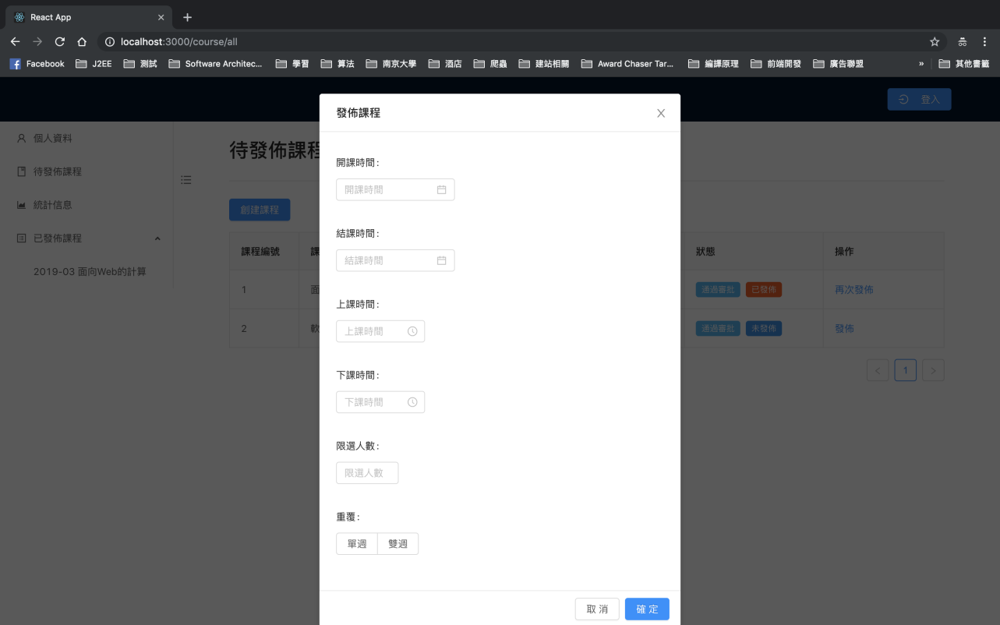 React App
localhost:3000/course/all
Facebook J2EE 測試 Software Architec... 學習 算法 南京大學 酒店 爬蟲 建站相關 Award Chaser Tar... 編譯原理 前端開發 廣告聯盟 » 其他書籤
登入
個人資料
待發佈課程
統計信息
已發佈課程
2019-03 面向Web的計算
待發佈課程
創建課程
課程編號 課 狀態 操作
1 面 通過審批 已發佈 再次發佈
2 軟 通過審批 未發佈 發佈
1
發佈課程
開課時間:
開課時間
結課時間:
結課時間
上課時間:
上課時間
下課時間:
下課時間
限選人數:
限選人數
重覆:
單週 雙週
取 消 確 定